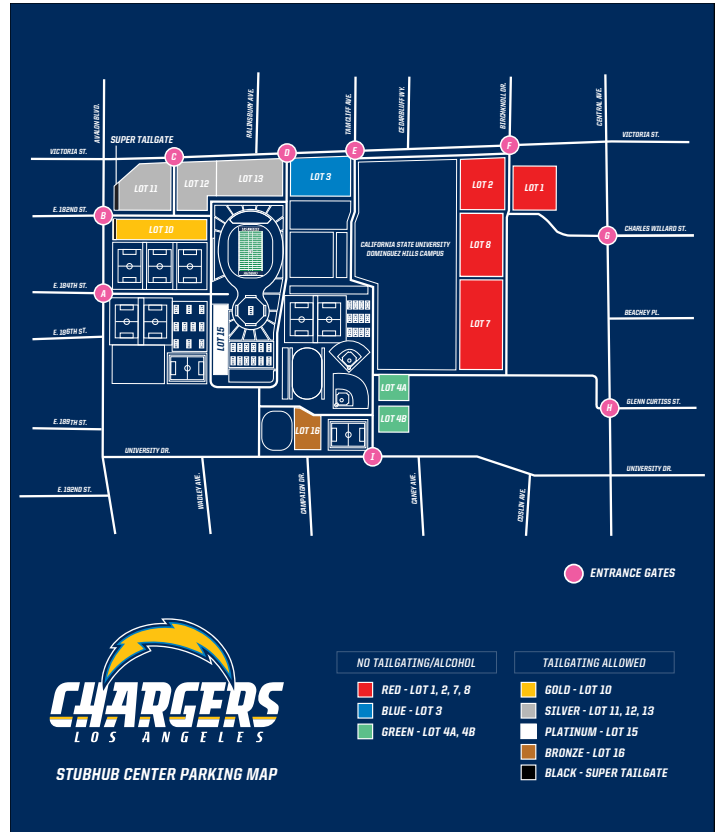 AVALON BLVD.
RALINSBURY AVE.
TANCLIFF AVE.
CEDARBLUFF WY.
BIRCHKNOLL DR.
CENTRAL AVE.
SUPER TAILGATE
VICTORIA ST.
VICTORIA ST.
C
D
E
F
LOT 11
LOT 12
LOT 13
LOT 3
LOT 2
LOT 1
E. 192ND ST.
B
LOT 10
G
CHARLES WILLARD ST.
CALIFORNIA STATE UNIVERSITY
DOMINGUEZ HILLS CAMPUS
LOT 8
E. 184TH ST.
A
BEACHEY PL.
E. 186TH ST.
LOT 15
LOT 7
LOT 4A
H
GLENN CURTISS ST.
LOT 4B
E. 189TH ST.
LOT 16
UNIVERSITY DR.
I
UNIVERSITY DR.
E. 192ND ST.
WADLEY AVE.
CAMPAIGN DR.
CANEY AVE.
COSLIN AVE.
ENTRANCE GATES
CHARGERS
LOS ANGELES
STUBHUB CENTER PARKING MAP
NO TAILGATING/ALCOHOL
RED - LOT 1, 2, 7, 8
BLUE - LOT 3
GREEN - LOT 4A, 4B
TAILGATING ALLOWED
GOLD - LOT 10
SILVER - LOT 11, 12, 13
PLATINUM - LOT 15
BRONZE - LOT 16
BLACK - SUPER TAILGATE